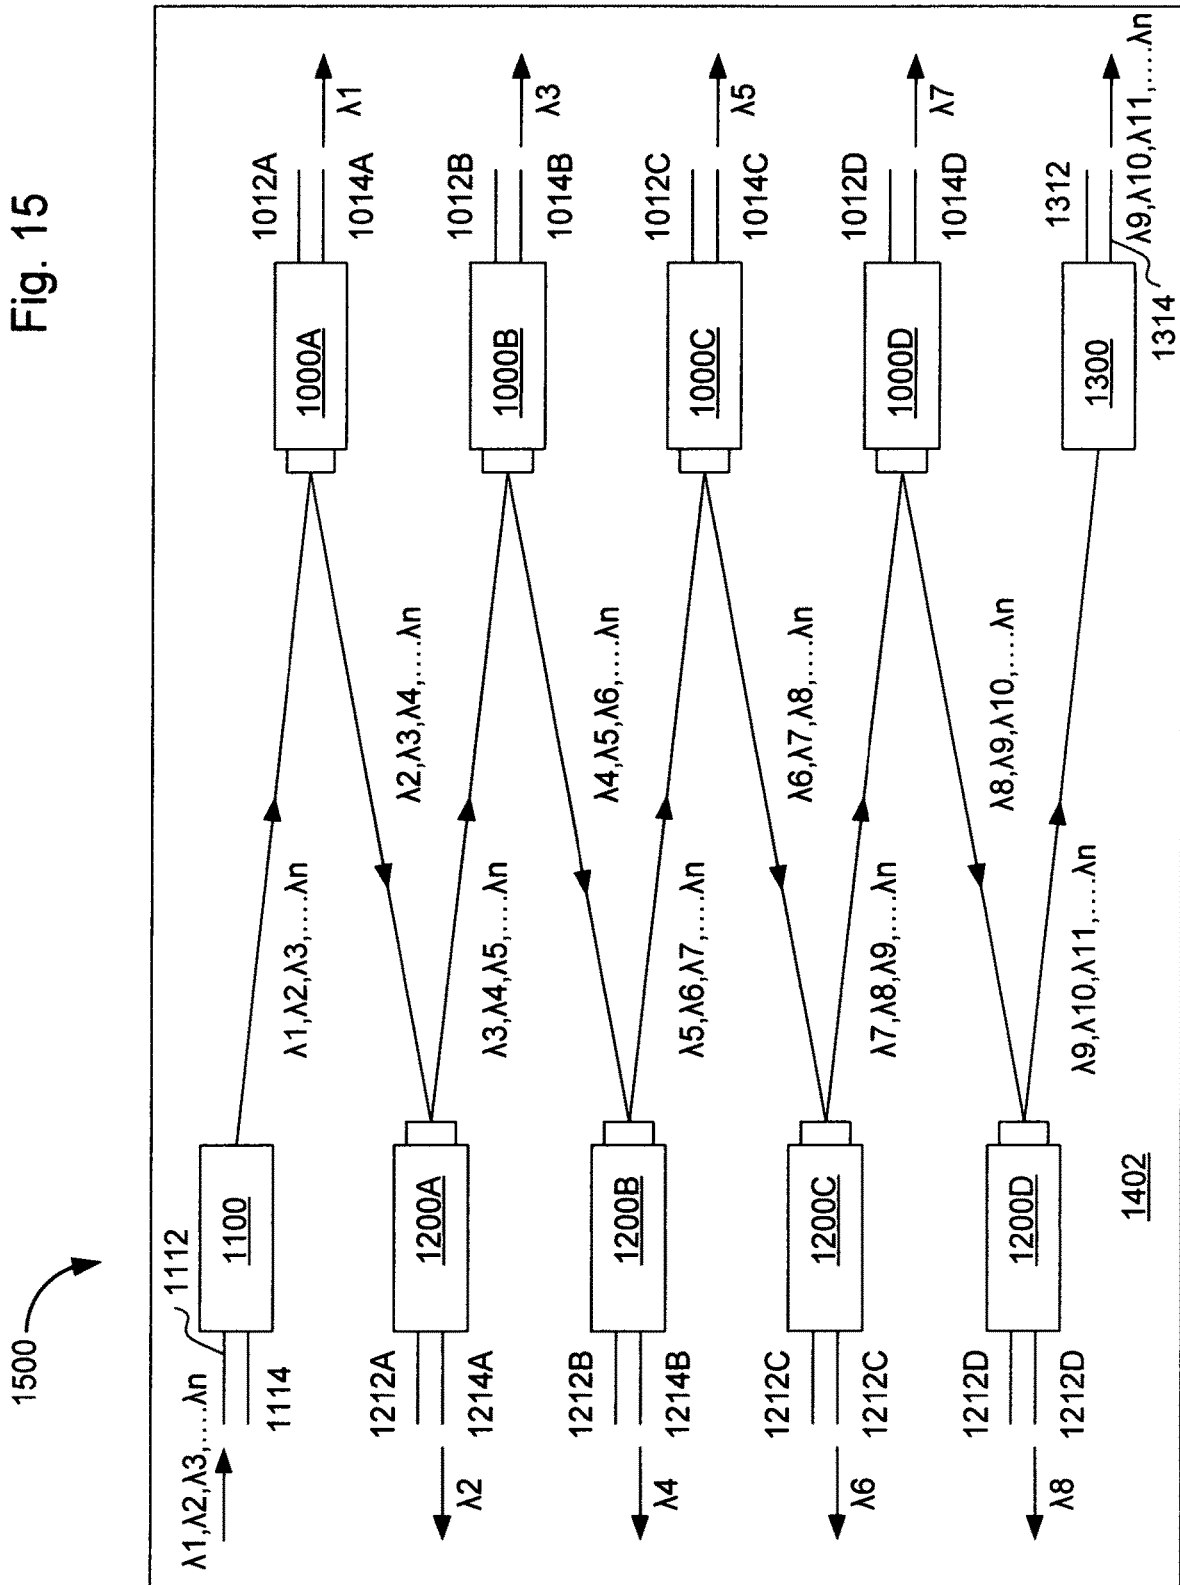 Fig. 15
1500
λ1,λ2,λ3,....λn
1112
1114
1100
λ1,λ2,λ3,....λn
1000A
1012A
1014A
λ1
λ2,λ3,λ4,....λn
1212A
1214A
λ2
1200A
λ3,λ4,λ5,....λn
1000B
1012B
1014B
λ3
λ4,λ5,λ6,....λn
1212B
1214B
λ4
1200B
λ5,λ6,λ7,....λn
1000C
1012C
1014C
λ5
λ6,λ7,λ8,....λn
1212C
1212C
λ6
1200C
λ7,λ8,λ9,....λn
1000D
1012D
1014D
λ7
λ8,λ9,λ10,....λn
1212D
1212D
λ8
1200D
λ9,λ10,λ11,....λn
1300
1312
1314
λ9,λ10,λ11,....λn
1402